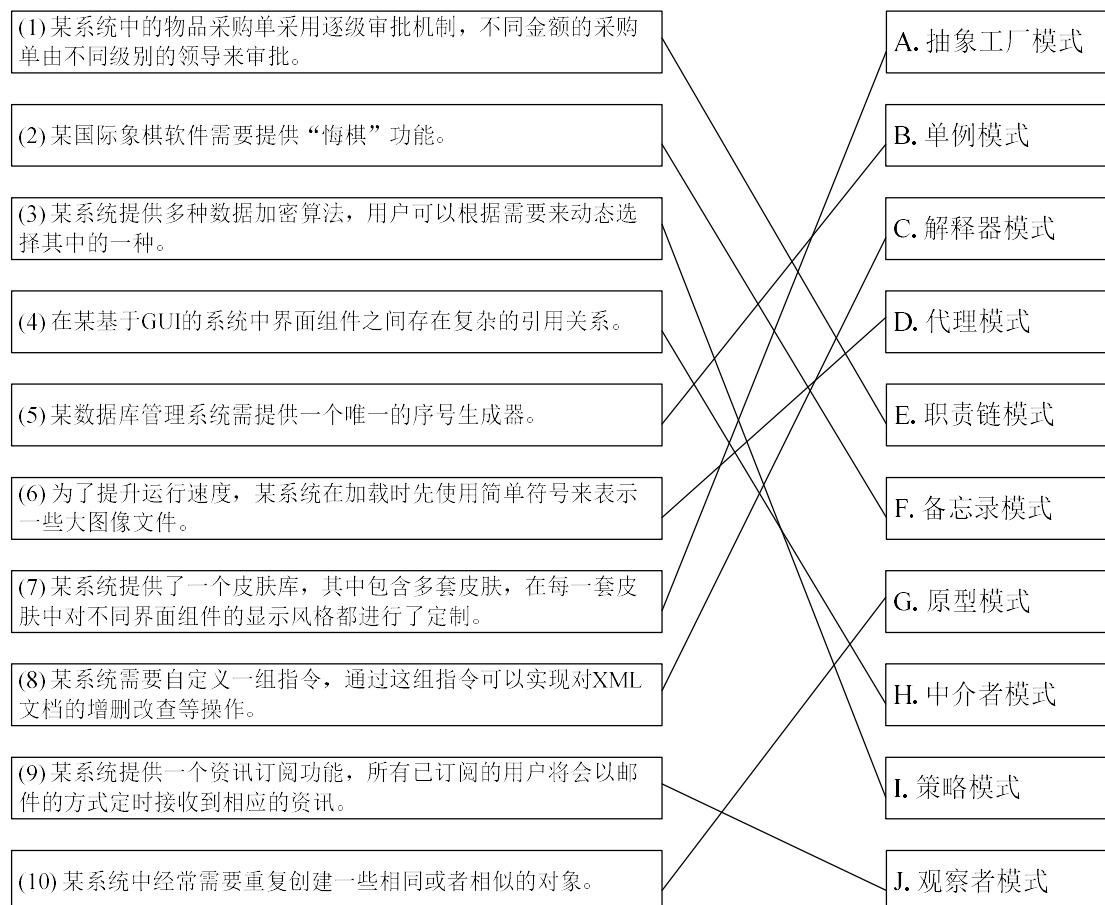 (1) 某系统中的物品采购单采用逐级审批机制，不同金额的采购
单由不同级别的领导来审批。
A. 抽象工厂模式
(2) 某国际象棋软件需要提供“悔棋”功能。
B. 单例模式
(3) 某系统提供多种数据加密算法，用户可以根据需要来动态选
择其中的一种。
C. 解释器模式
(4) 在某基于GUI的系统中界面组件之间存在复杂的引用关系。
D. 代理模式
(5) 某数据库管理系统需提供一个唯一的序号生成器。
E. 职责链模式
(6) 为了提升运行速度，某系统在加载时先使用简单符号来表示
一些大图像文件。
F. 备忘录模式
(7) 某系统提供了一个皮肤库，其中包含多套皮肤，在每一套皮
肤中对不同界面组件的显示风格都进行了定制。
G. 原型模式
(8) 某系统需要自定义一组指令，通过这组指令可以实现对XML
文档的增删改查等操作。
H. 中介者模式
(9) 某系统提供一个资讯订阅功能，所有已订阅的用户将会以邮
件的方式定时接收到相应的资讯。
I. 策略模式
(10) 某系统中经常需要重复创建一些相同或者相似的对象。
J. 观察者模式